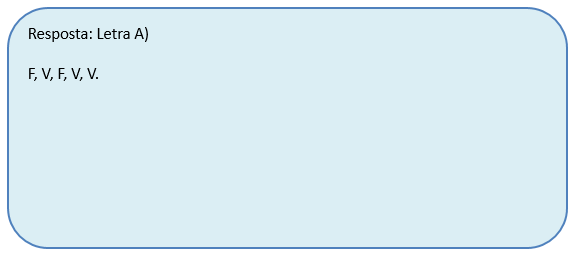 Resposta: Letra A)
F, V, F, V, V.